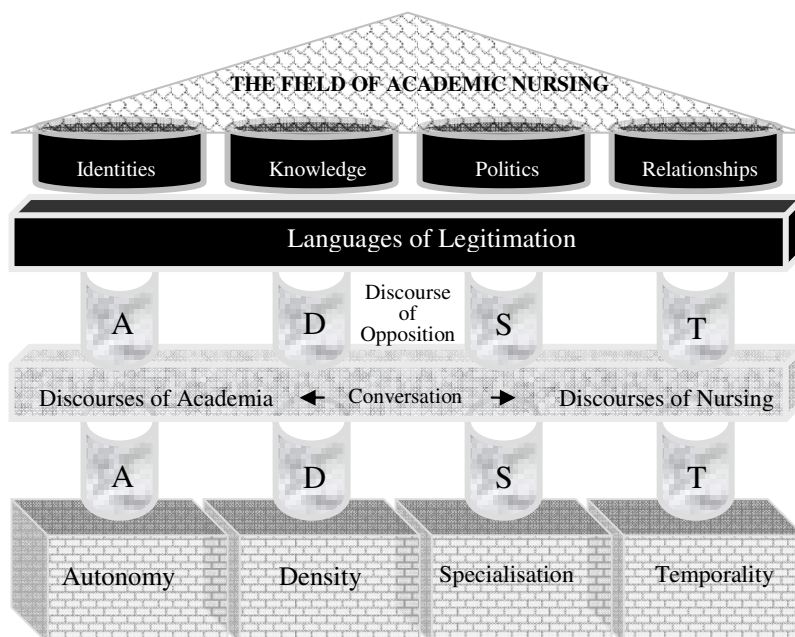 THE FIELD OF ACADEMIC NURSING
Identities Knowledge Politics Relationships
Languages of Legitimation
A D S T
Discourse
of
Opposition
Discourses of Academia Conversation Discourses of Nursing
A D S T
Autonomy Density Specialisation Temporality